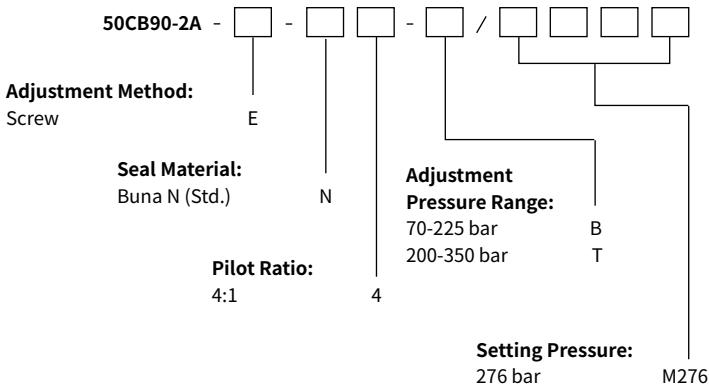 50CB90-2A - - - /
Adjustment Method:
Screw E
Seal Material:
Buna N (Std.) N
Adjustment
Pressure Range:
70-225 bar B
200-350 bar T
Pilot Ratio:
4:1 4
Setting Pressure:
276 bar M276